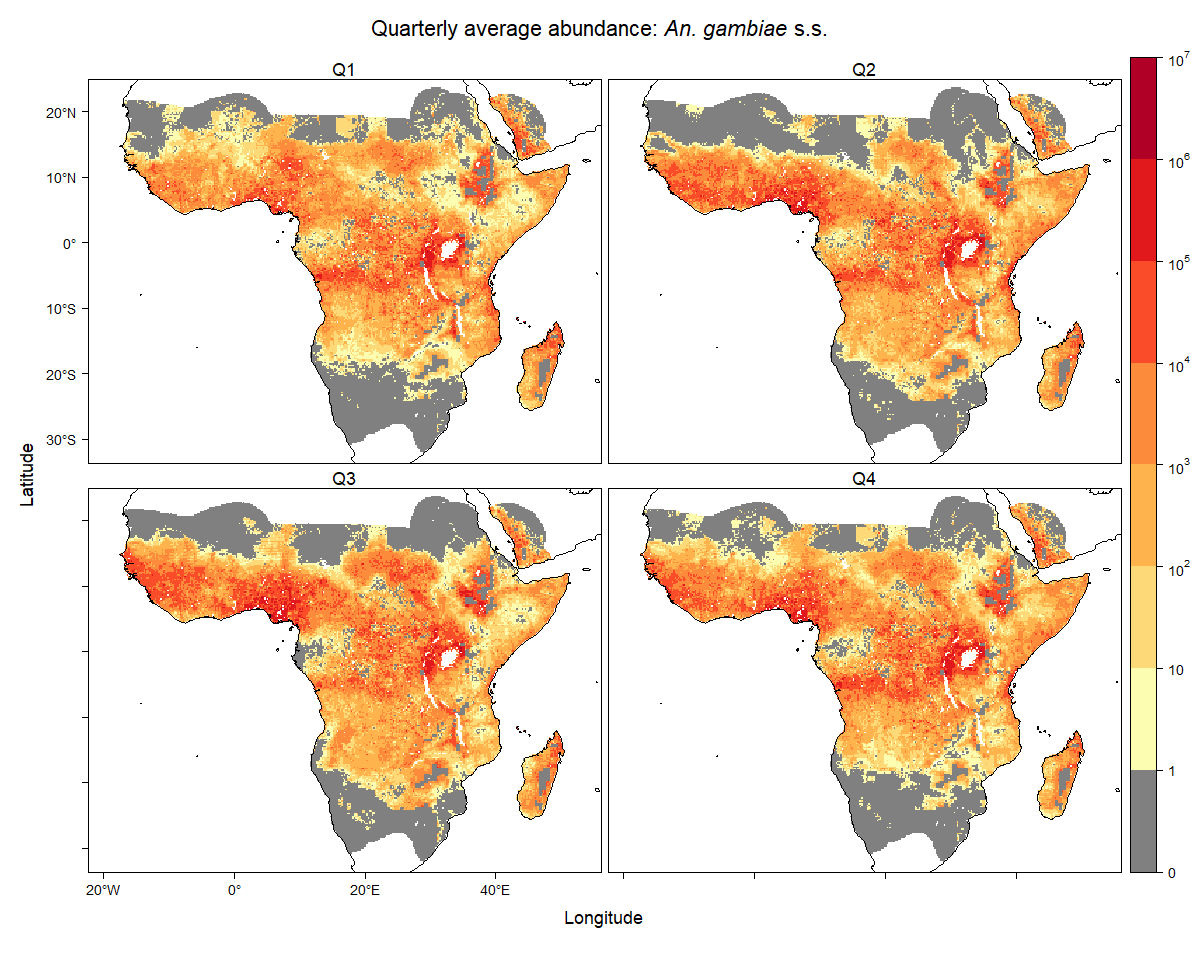 Quarterly average abundance: An. gambiae s.s.
Q1
Q2
20°N
10°N
0°
10°S
20°S
30°S
Latitude
Q3
Q4
20°W
0°
20°E
40°E
Longitude
10^7
10^6
10^5
10^4
10^3
10^2
10
1
0